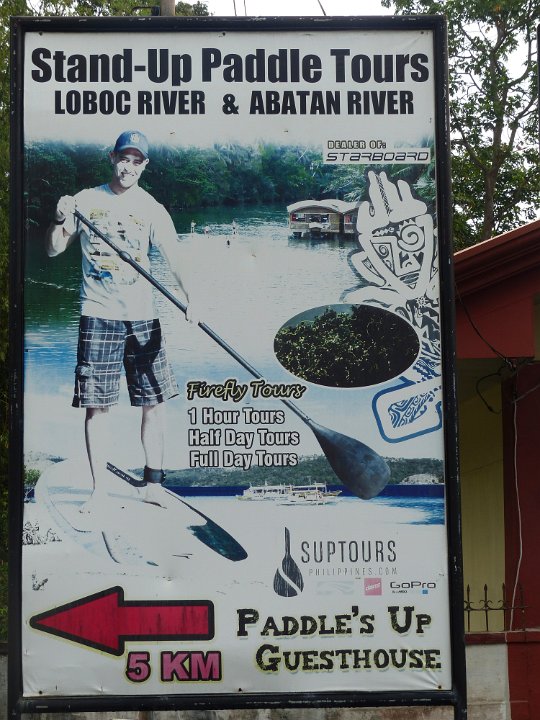 Stand-Up Paddle Tours
LOBOC RIVER & ABATAN RIVER
DEALER OF:
STARBOARD
Firefly Tours
1 Hour Tours
Half Day Tours
Full Day Tours
SUPTOURS
PHILIPPINES.COM
GoPro
5 KM
PADDLE'S UP
GUESTHOUSE